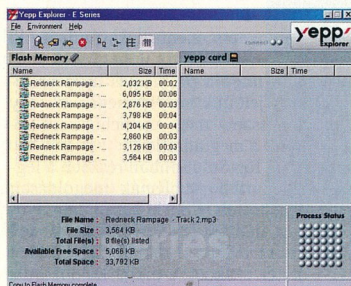 Yepp Explorer - E Series
File Environment Help
connect
yepp'
Explorer
Flash Memory
yepp card
Name Size Time
Name Size Time
Redneck Rampage - ... 2,032 KB 00:02
Redneck Rampage - ... 6,095 KB 00:06
Redneck Rampage - ... 2,876 KB 00:03
Redneck Rampage - ... 3,798 KB 00:04
Redneck Rampage - ... 4,204 KB 00:04
Redneck Rampage - ... 2,860 KB 00:03
Redneck Rampage - ... 3,126 KB 00:03
Redneck Rampage - ... 3,564 KB 00:03
File Name : Redneck Rampage - Track 2.mp3
File Size : 3,564 KB
Total File(s) : 8 file(s) listed
Available Free Space : 5,066 KB
Total Space : 33,792 KB
Process Status
Copy to Flash Memory complete